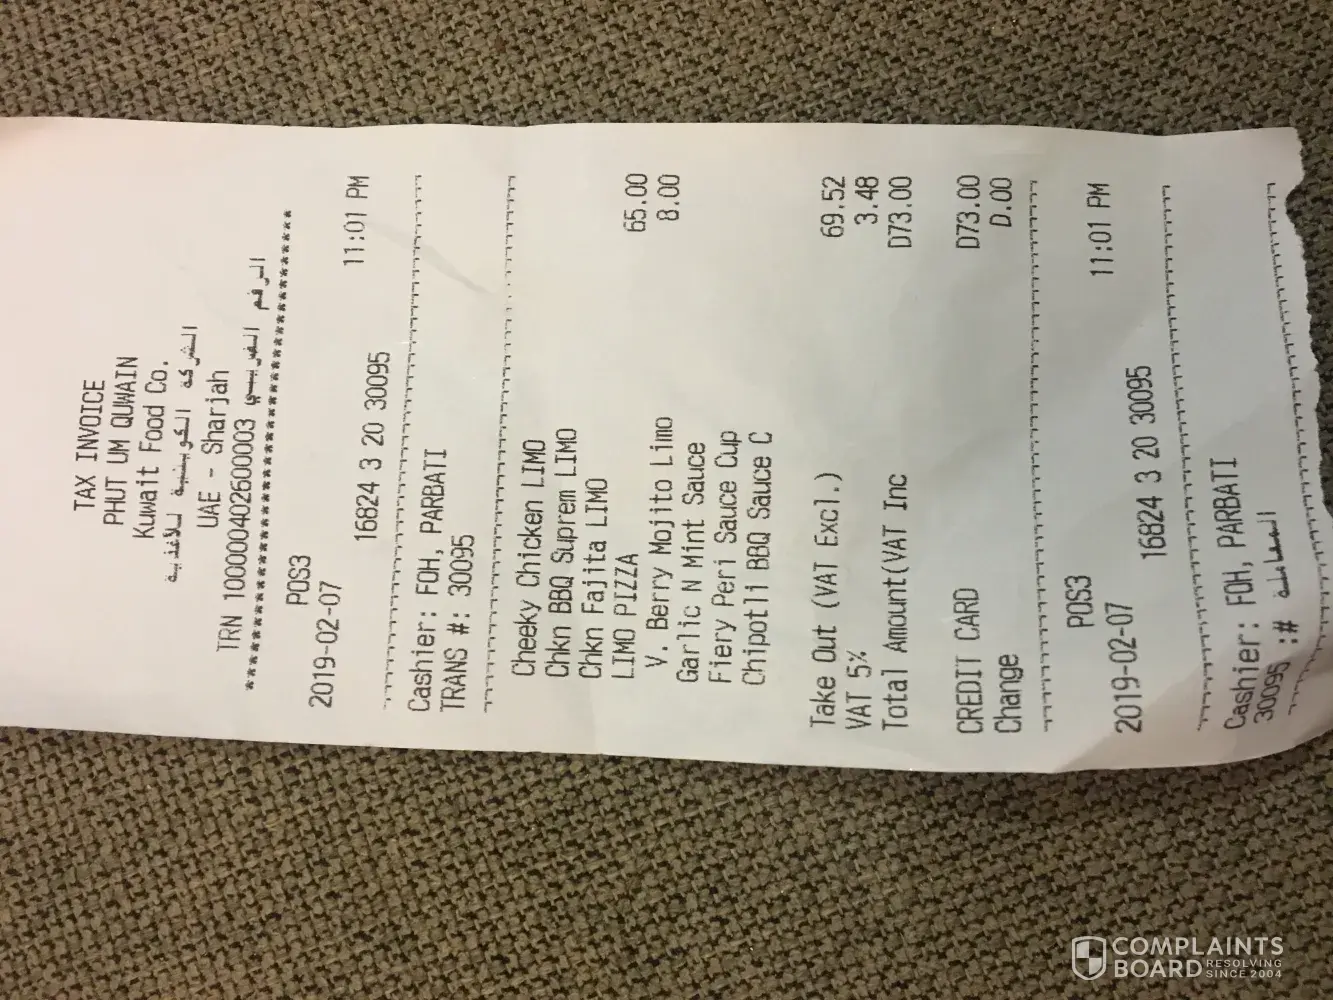 TAX INVOICE
PHUT UM QUWAIN
Kuwait Food Co.
الشركة الكويتية للأغذية
UAE - Sharjah
TRN 100000402600003 الرقم الضريبي
POS3
2019-02-07 11:01 PM
16824 3 20 30095
Cashier: FOH, PARBATI
TRANS #: 30095
Cheeky Chicken LIMO
Chkn BBQ Suprem LIMO
Chkn Fajita LIMO
LIMO PIZZA 65.00
V. Berry Mojito Limo 8.00
Garlic N Mint Sauce
Fiery Peri Sauce Cup
Chipotli BBQ Sauce C
Take Out (VAT Excl.) 69.52
VAT 5% 3.48
Total Amount(VAT Inc D73.00
CREDIT CARD D73.00
Change D.00
POS3
2019-02-07 11:01 PM
16824 3 20 30095
Cashier: FOH, PARBATI
30095 :# المعاملة
COMPLAINTS
BOARD RESOLVING
SINCE 2004